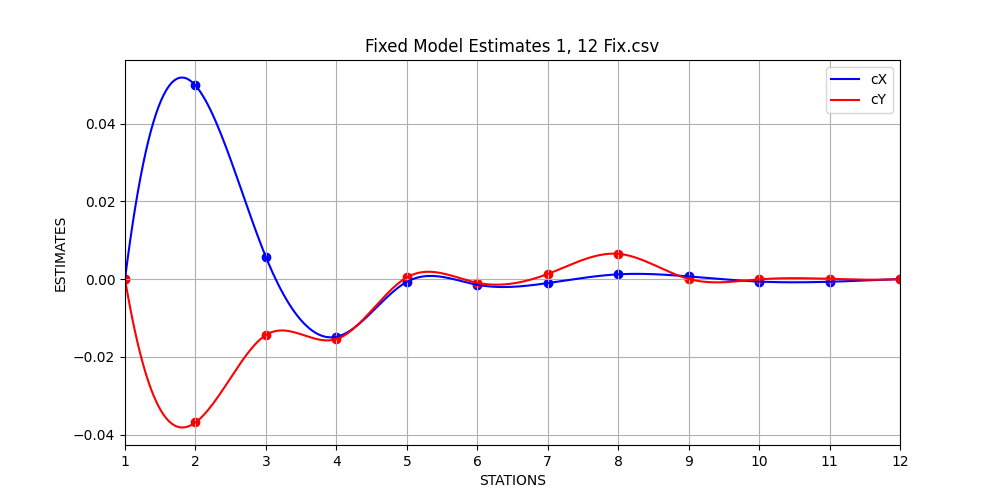 Fixed Model Estimates 1, 12 Fix.csv
cX
cY
ESTIMATES
0.04
0.02
0.00
−0.02
−0.04
1 2 3 4 5 6 7 8 9 10 11 12
STATIONS